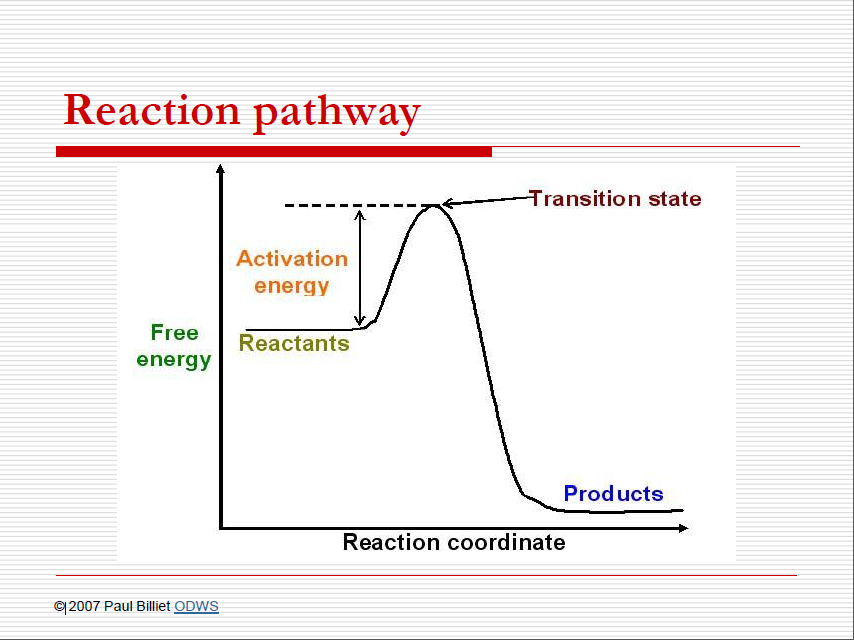 Reaction pathway
Transition state
Activation
energy
Free
energy
Reactants
Products
Reaction coordinate
© 2007 Paul Billiet ODWS